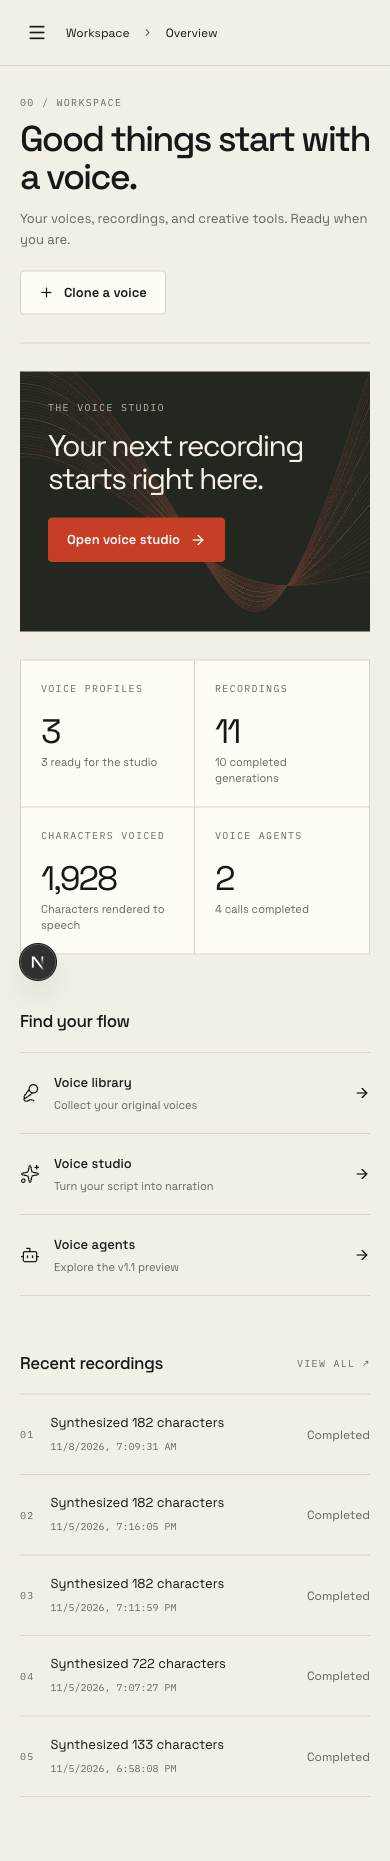 Workspace > Overview
00 / WORKSPACE
Good things start with
a voice.
Your voices, recordings, and creative tools. Ready when
you are.
+ Clone a voice
THE VOICE STUDIO
Your next recording
starts right here.
Open voice studio →
VOICE PROFILES
3
3 ready for the studio
RECORDINGS
11
10 completed
generations
CHARACTERS VOICED
1,928
Characters rendered to
speech
VOICE AGENTS
2
4 calls completed
N
Find your flow
Voice library
Collect your original voices
→
Voice studio
Turn your script into narration
→
Voice agents
Explore the v1.1 preview
→
Recent recordings
VIEW ALL ↗
01
Synthesized 182 characters
11/8/2026, 7:09:31 AM
Completed
02
Synthesized 182 characters
11/5/2026, 7:16:05 PM
Completed
03
Synthesized 182 characters
11/5/2026, 7:11:59 PM
Completed
04
Synthesized 722 characters
11/5/2026, 7:07:27 PM
Completed
05
Synthesized 133 characters
11/5/2026, 6:58:08 PM
Completed